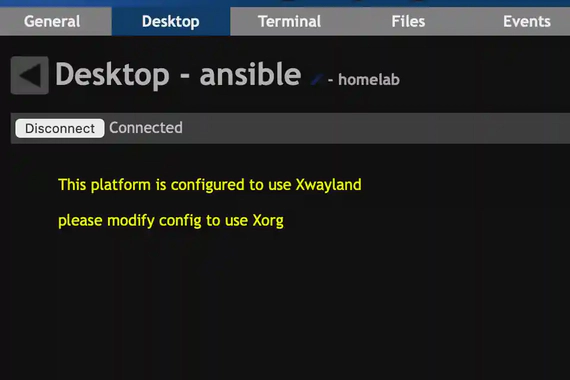 General Desktop Terminal Files Events
Desktop - ansible - homelab
Disconnect Connected
This platform is configured to use Xwayland
please modify config to use Xorg